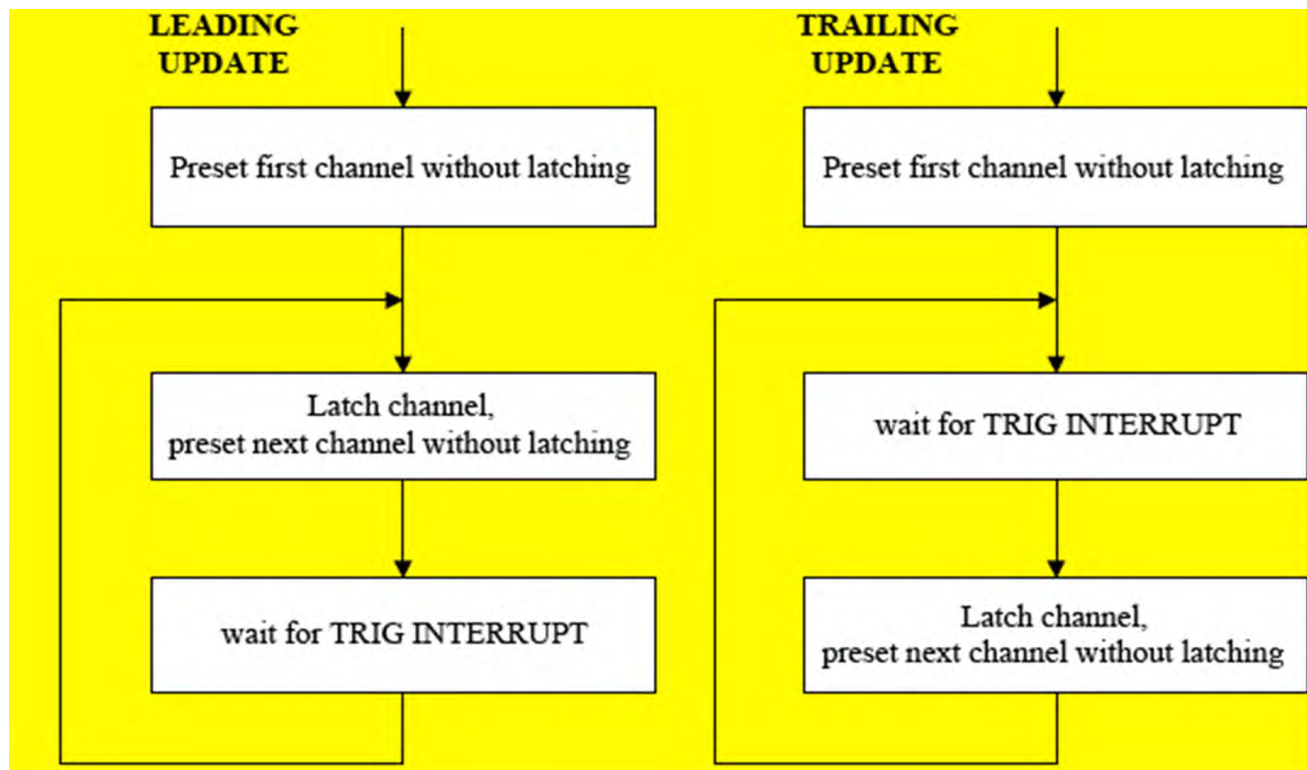 LEADING
UPDATE
Preset first channel without latching
Latch channel,
preset next channel without latching
wait for TRIG INTERRUPT
TRAILING
UPDATE
Preset first channel without latching
wait for TRIG INTERRUPT
Latch channel,
preset next channel without latching